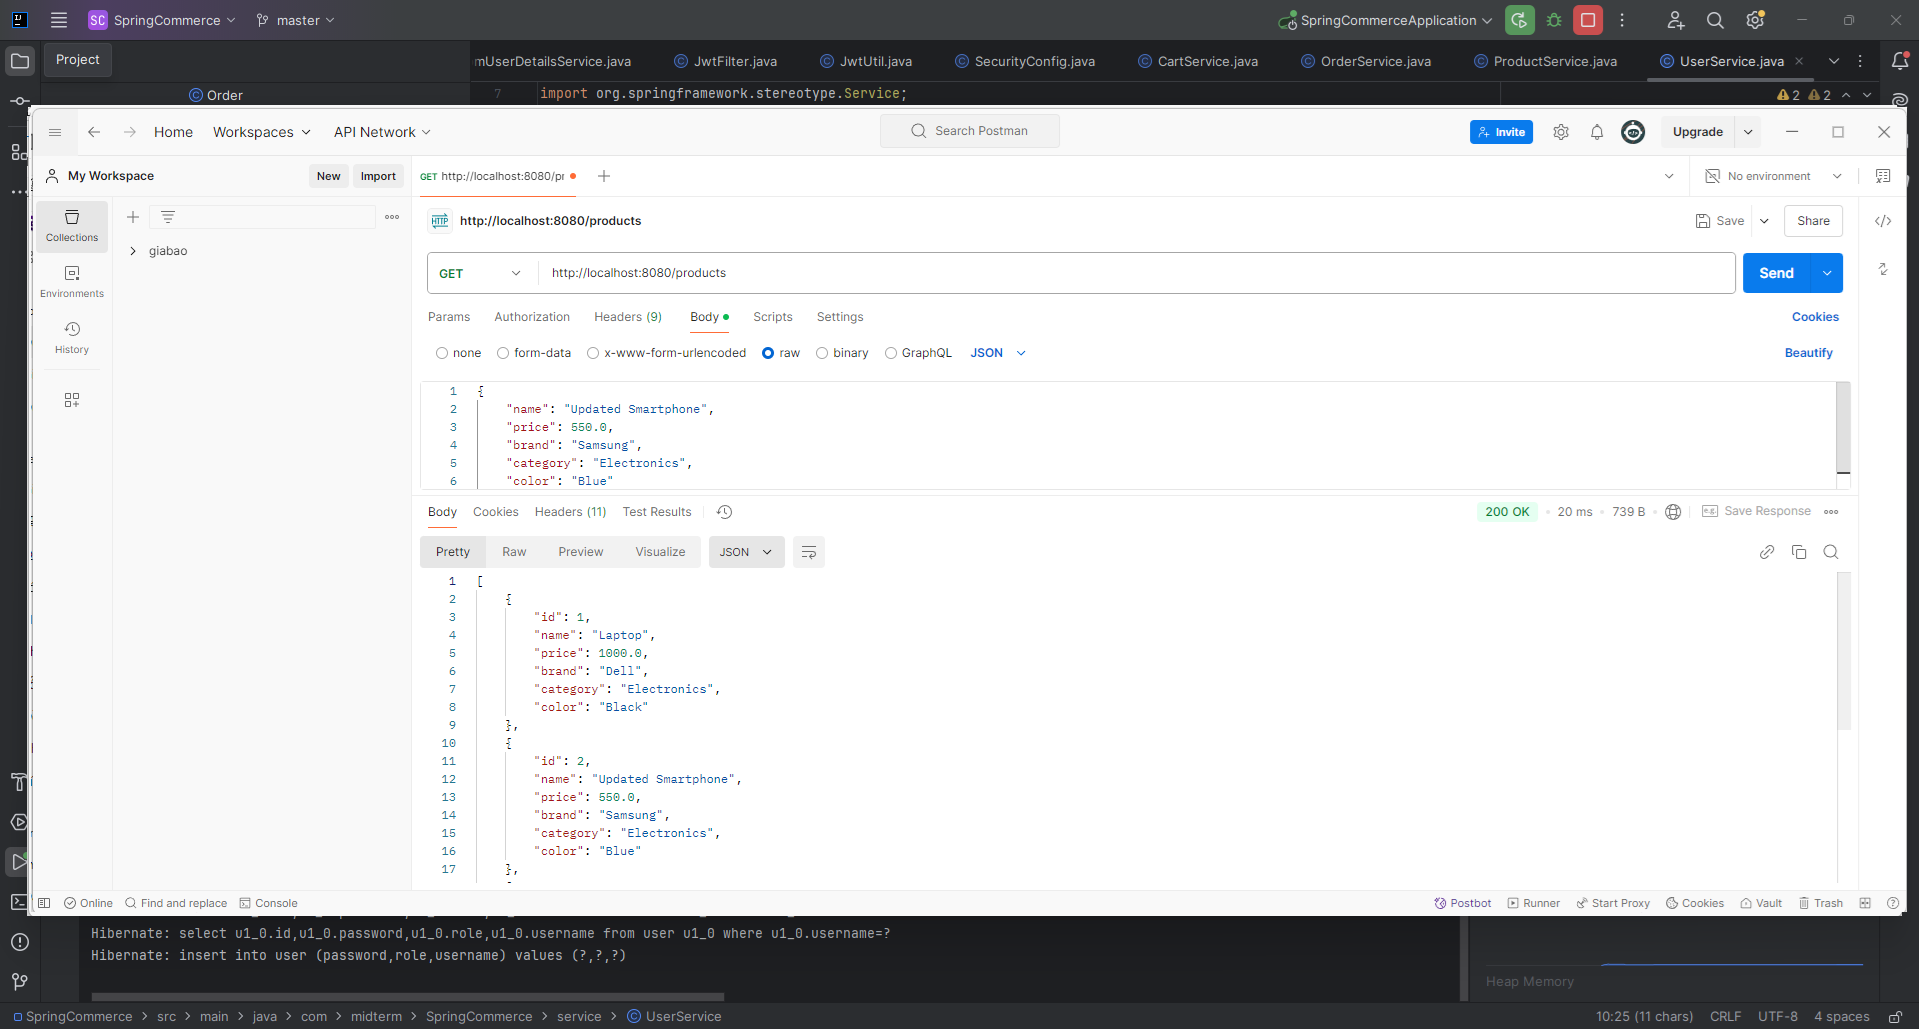 SC SpringCommerce master SpringCommerceApplication
Project
mUserDetailsService.java JwtFilter.java JwtUtil.java SecurityConfig.java CartService.java OrderService.java ProductService.java UserService.java
Order
7 import org.springframework.stereotype.Service;
2 2
Home Workspaces API Network Search Postman Invite Upgrade
My Workspace New Import GET http://localhost:8080/pr No environment
Collections
Environments
History
giabao
HTTP http://localhost:8080/products Save Share
GET http://localhost:8080/products Send
Params Authorization Headers (9) Body Scripts Settings Cookies
none form-data x-www-form-urlencoded raw binary GraphQL JSON Beautify
1 {
2 "name": "Updated Smartphone",
3 "price": 550.0,
4 "brand": "Samsung",
5 "category": "Electronics",
6 "color": "Blue"
Body Cookies Headers (11) Test Results 200 OK 20 ms 739 B e.g. Save Response
Pretty Raw Preview Visualize JSON
1 [
2 {
3 "id": 1,
4 "name": "Laptop",
5 "price": 1000.0,
6 "brand": "Dell",
7 "category": "Electronics",
8 "color": "Black"
9 },
10 {
11 "id": 2,
12 "name": "Updated Smartphone",
13 "price": 550.0,
14 "brand": "Samsung",
15 "category": "Electronics",
16 "color": "Blue"
17 },
Online Find and replace Console Postbot Runner Start Proxy Cookies Vault Trash
Hibernate: select u1_0.id,u1_0.password,u1_0.role,u1_0.username from user u1_0 where u1_0.username=?
Hibernate: insert into user (password,role,username) values (?,?,?)
Heap Memory
SpringCommerce > src > main > java > com > midterm > SpringCommerce > service > UserService 10:25 (11 chars) CRLF UTF-8 4 spaces